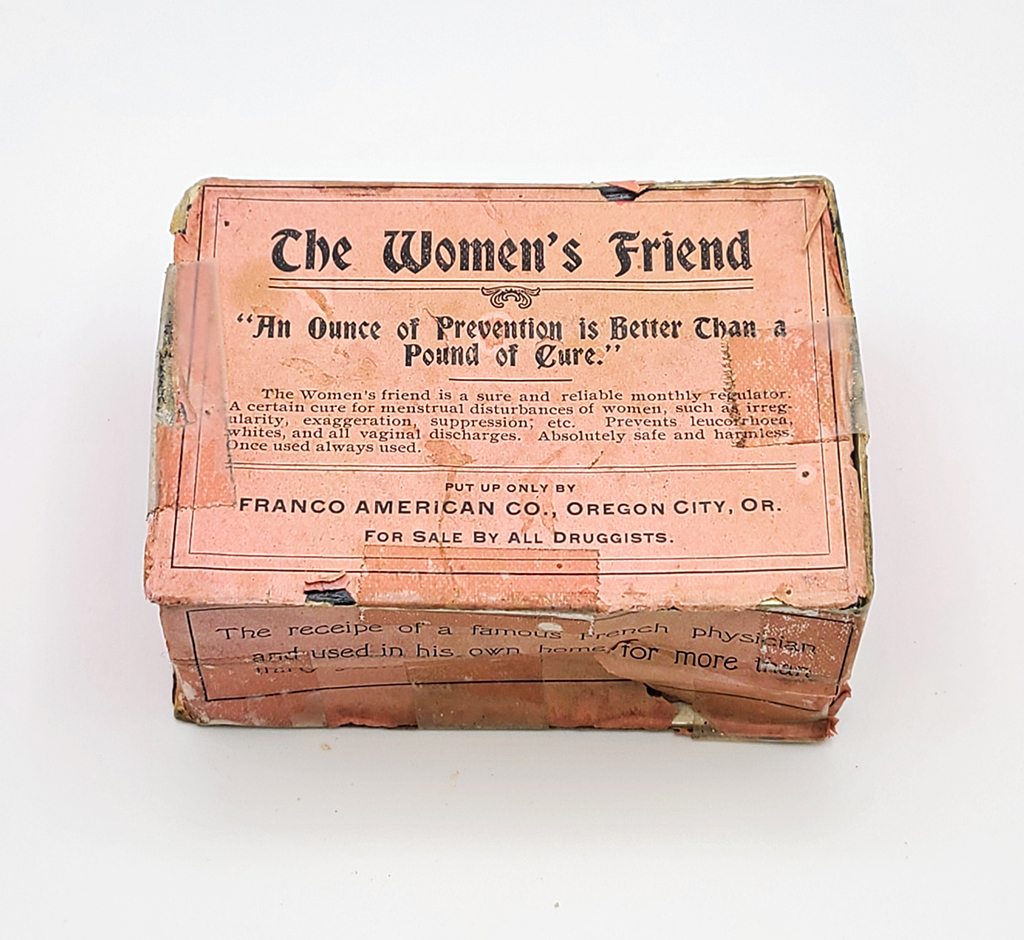 The Women's Friend
"An Ounce of Prevention is Better Than a
Pound of Cure."
The Women's friend is a sure and reliable monthly regulator.
A certain cure for menstrual disturbances of women, such as irreg-
ularity, exaggeration, suppression; etc. Prevents leucorrhoea,
whites, and all vaginal discharges. Absolutely safe and harmless.
Once used always used.
PUT UP ONLY BY
FRANCO AMERICAN CO., OREGON CITY, OR.
FOR SALE BY ALL DRUGGISTS.
The receipe of a famous French physician
and used in his own home, for more than